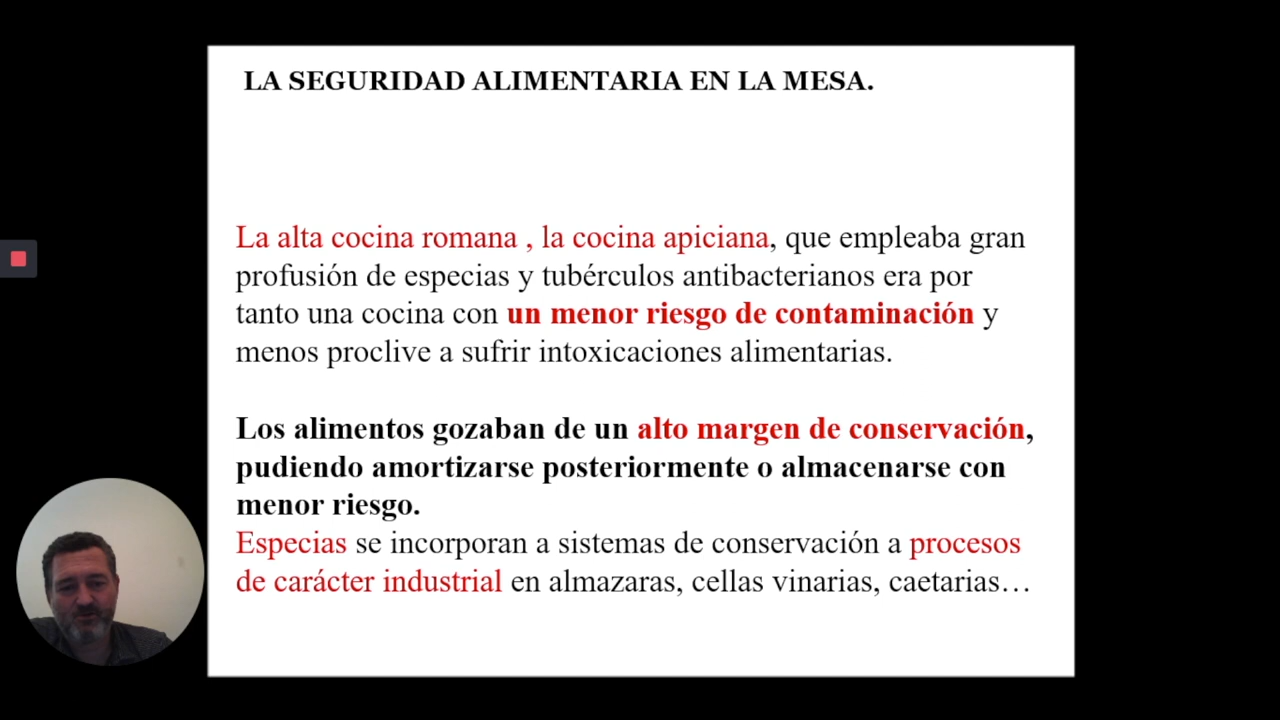 LA SEGURIDAD ALIMENTARIA EN LA MESA.
La alta cocina romana , la cocina apiciana, que empleaba gran
profusión de especias y tubérculos antibacterianos era por
tanto una cocina con un menor riesgo de contaminación y
menos proclive a sufrir intoxicaciones alimentarias.
Los alimentos gozaban de un alto margen de conservación,
pudiendo amortizarse posteriormente o almacenarse con
menor riesgo.
Especias se incorporan a sistemas de conservación a procesos
de carácter industrial en almazaras, cellas vinarias, caetarias…